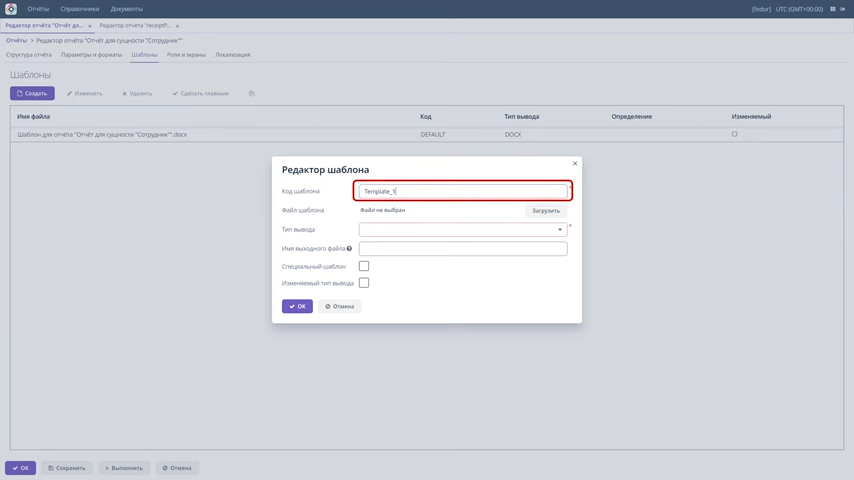 Отчёты Справочники Документы [fedor] UTC (GMT+00:00)
Редактор отчёта "Отчёт дл... × Редактор отчёта "receiptP... ×
Отчёты > Редактор отчёта "Отчёт для сущности "Сотрудник""
Структура отчёта Параметры и форматы Шаблоны Роли и экраны Локализация
Шаблоны
Создать Изменить Удалить Сделать главным
Имя файла Код Тип вывода Определение Изменяемый
Шаблон для отчёта "Отчёт для сущности "Сотрудник"".docx DEFAULT DOCX
Редактор шаблона
Код шаблона Template_1
Файл шаблона Файл не выбран Загрузить
Тип вывода
Имя выходного файла
Специальный шаблон
Изменяемый тип вывода
OK Отмена
OK Сохранить Выполнить Отмена